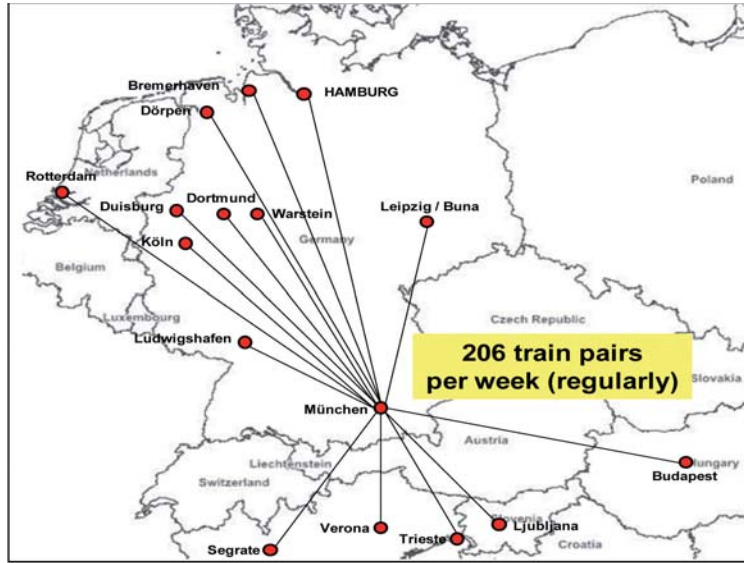 Bremerhaven
HAMBURG
Dörpen
Netherlands
Rotterdam
Poland
Duisburg
Dortmund
Warstein
Leipzig / Buna
Germany
Köln
Belgium
Luxembourg
Czech Republic
Ludwigshafen
206 train pairs
per week (regularly)
Slovakia
München
Austria
Liechtenstein
Switzerland
Hungary
Budapest
Slovenia
Ljubljana
Verona
Trieste
Croatia
Segrate